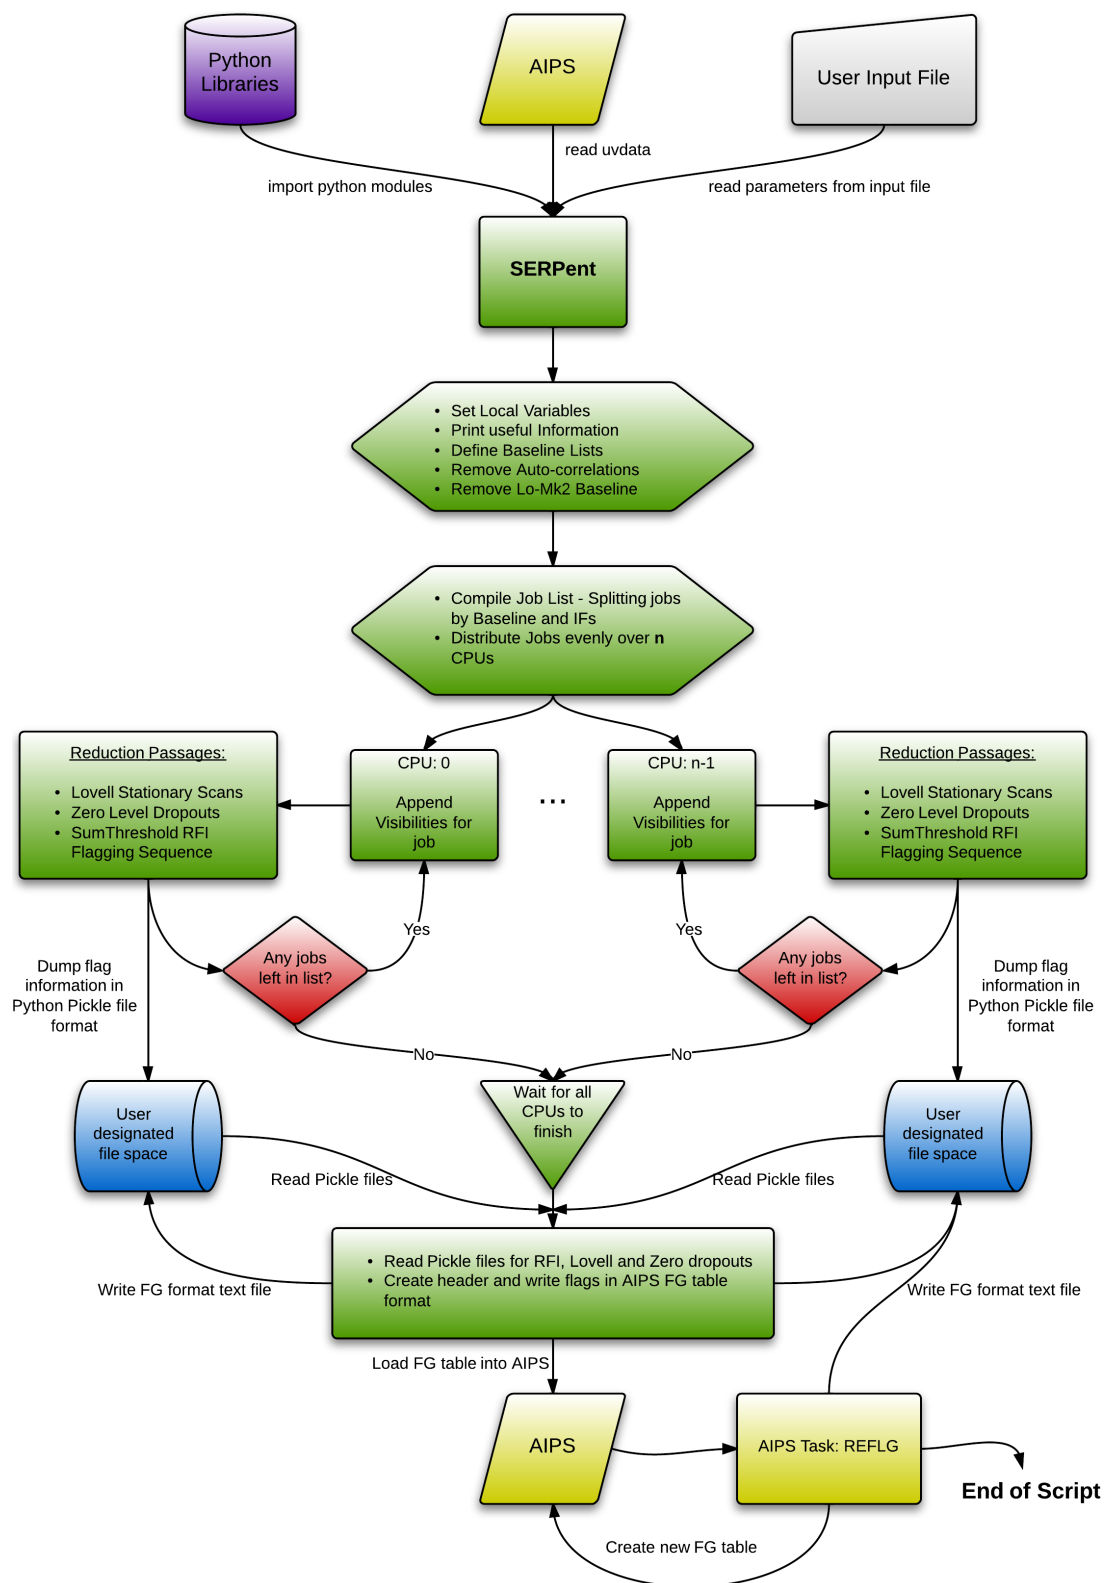 Python
Libraries
AIPS
User Input File
read uvdata
import python modules
read parameters from input file
SERPent
• Set Local Variables
• Print useful Information
• Define Baseline Lists
• Remove Auto-correlations
• Remove Lo-Mk2 Baseline
• Compile Job List - Splitting jobs
by Baseline and IFs
• Distribute Jobs evenly over n
CPUs
Reduction Passages:
• Lovell Stationary Scans
• Zero Level Dropouts
• SumThreshold RFI
Flagging Sequence
CPU: 0
Append
Visibilities for
job
...
CPU: n-1
Append
Visibilities for
job
Reduction Passages:
• Lovell Stationary Scans
• Zero Level Dropouts
• SumThreshold RFI
Flagging Sequence
Yes
Yes
Any jobs
left in list?
Any jobs
left in list?
Dump flag
information in
Python Pickle file
format
Dump flag
information in
Python Pickle file
format
No
No
Wait for all
CPUs to
finish
User
designated
file space
User
designated
file space
Read Pickle files
Read Pickle files
• Read Pickle files for RFI, Lovell and Zero dropouts
• Create header and write flags in AIPS FG table
format
Write FG format text file
Write FG format text file
Load FG table into AIPS
AIPS
AIPS Task: REFLG
End of Script
Create new FG table